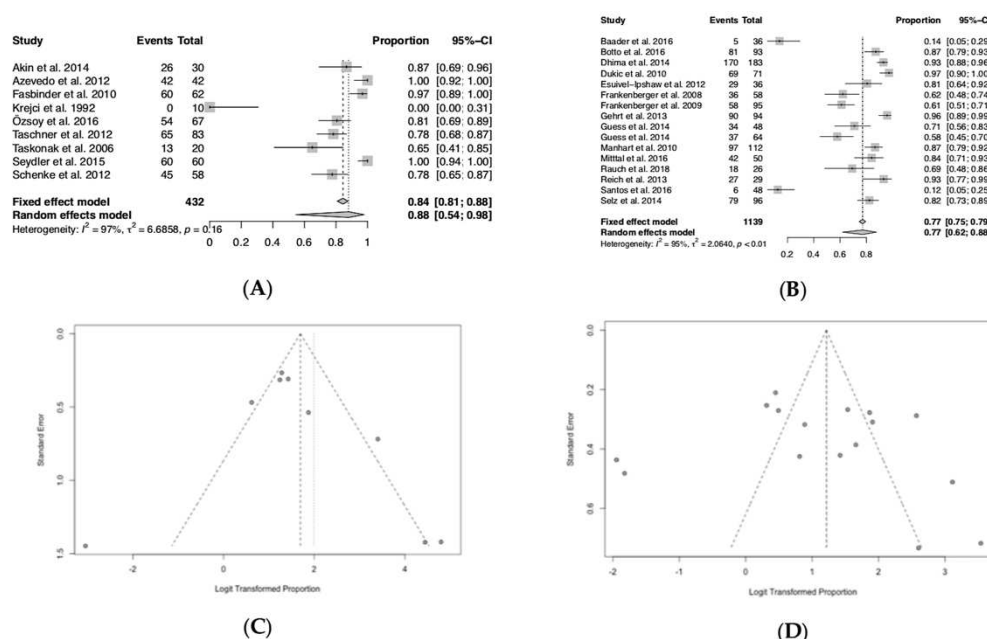 Study Events Total Proportion 95%–CI
Akin et al. 2014 26 30 0.87 [0.69; 0.96]
Azevedo et al. 2012 42 42 1.00 [0.92; 1.00]
Fasbinder et al. 2010 60 62 0.97 [0.89; 1.00]
Krejci et al. 1992 0 10 0.00 [0.00; 0.31]
Özsoy et al. 2016 54 67 0.81 [0.69; 0.89]
Taschner et al. 2012 65 83 0.78 [0.68; 0.87]
Taskonak et al. 2006 13 20 0.65 [0.41; 0.85]
Seydler et al. 2015 60 60 1.00 [0.94; 1.00]
Schenke et al. 2012 45 58 0.78 [0.65; 0.87]
Fixed effect model 432 0.84 [0.81; 0.88]
Random effects model 0.88 [0.54; 0.98]
Heterogeneity: I² = 97%, τ² = 6.6858, p = 0.16
0 0.2 0.4 0.6 0.8 1
(A)
Study Events Total Proportion 95%–CI
Baader et al. 2016 5 36 0.14 [0.05; 0.29
Botto et al. 2016 81 93 0.87 [0.79; 0.93
Dhima et al. 2014 170 183 0.93 [0.88; 0.96
Dukic et al. 2010 69 71 0.97 [0.90; 1.00
Esuivel–Ipshaw et al. 2012 29 36 0.81 [0.64; 0.92
Frankenberger et al. 2008 36 58 0.62 [0.48; 0.74
Frankenberger et al. 2009 58 95 0.61 [0.51; 0.71
Gehrt et al. 2013 90 94 0.96 [0.89; 0.99
Guess et al. 2014 34 48 0.71 [0.56; 0.83
Guess et al. 2014 37 64 0.58 [0.45; 0.70
Manhart et al. 2010 97 112 0.87 [0.79; 0.92
Mitttal et al. 2016 42 50 0.84 [0.71; 0.93
Rauch et al. 2018 18 26 0.69 [0.48; 0.86
Reich et al. 2013 27 29 0.93 [0.77; 0.99
Santos et al. 2016 6 48 0.12 [0.05; 0.25
Selz et al. 2014 79 96 0.82 [0.73; 0.89
Fixed effect model 1139 0.77 [0.75; 0.79
Random effects model 0.77 [0.62; 0.88
Heterogeneity: I² = 95%, τ² = 2.0640, p < 0.01
0.2 0.4 0.6 0.8
(B)
Standard Error
0.0
0.5
1.0
1.5
-2 0 2 4
Logit Transformed Proportion
(C)
Standard Error
0.0
0.2
0.4
0.6
-2 -1 0 1 2 3
Logit Transformed Proportion
(D)